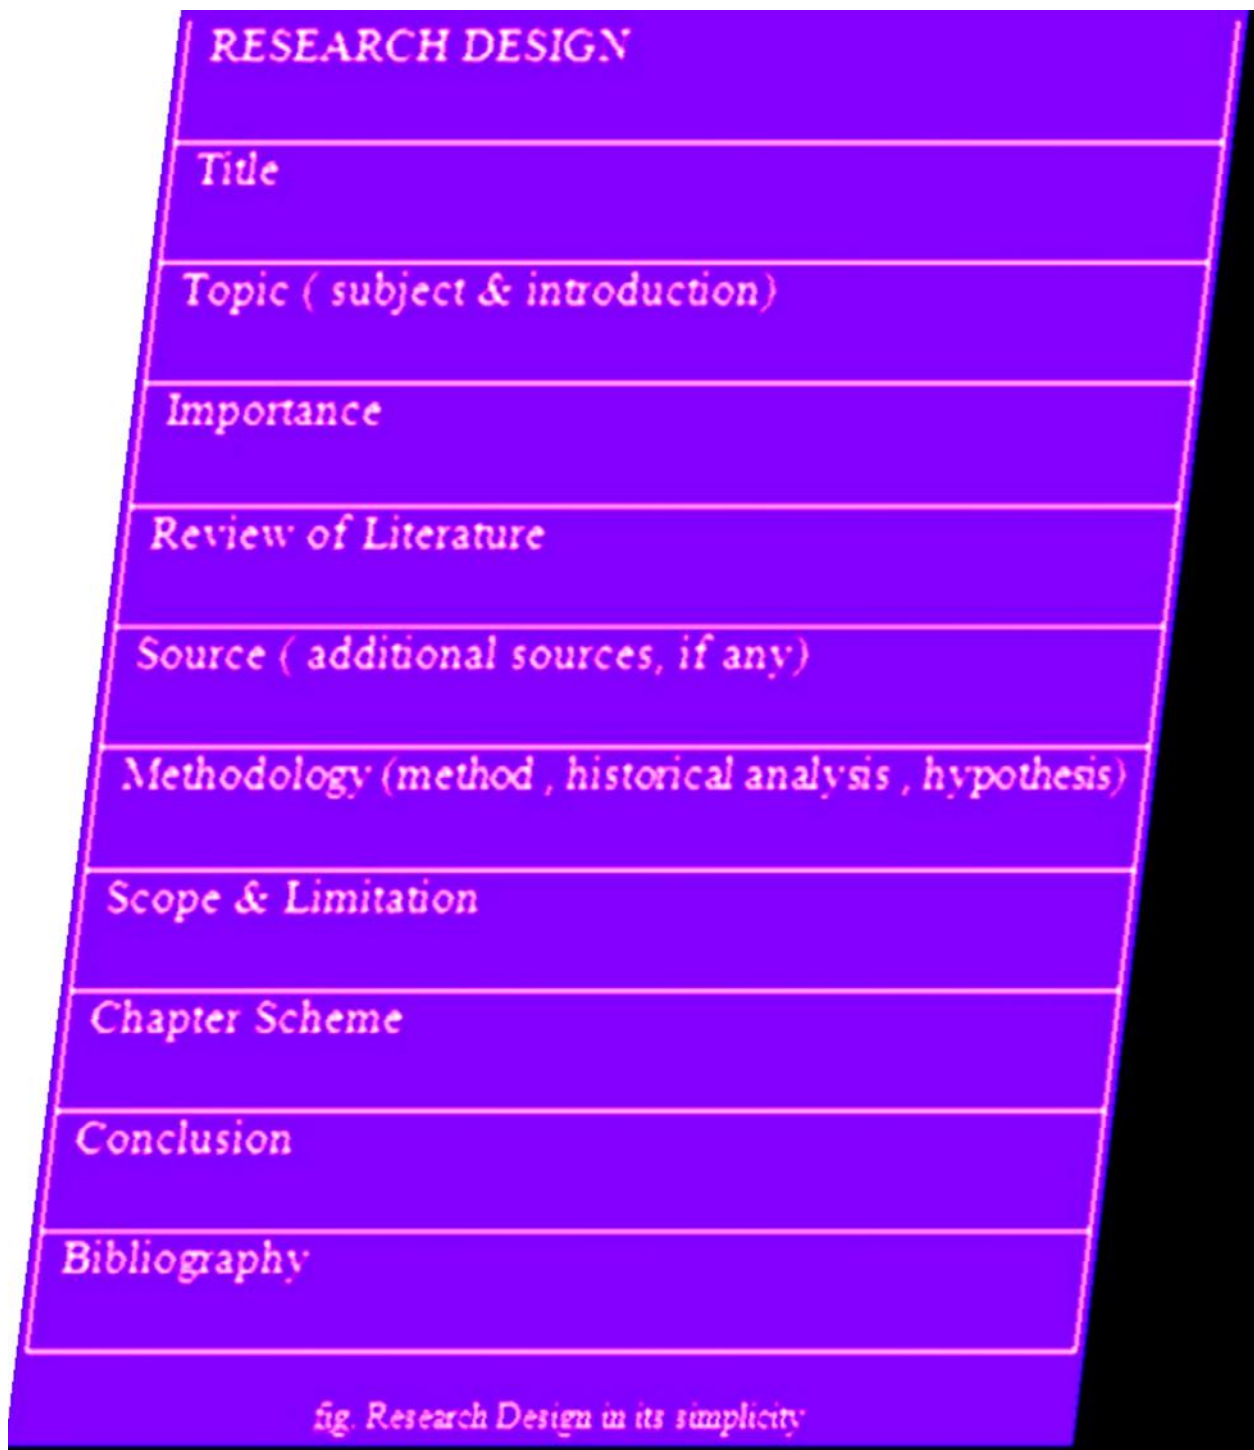 RESEARCH DESIGN
Title
Topic ( subject & introduction)
Importance
Review of Literature
Source ( additional sources, if any)
Methodology (method , historical analysis , hypothesis)
Scope & Limitation
Chapter Scheme
Conclusion
Bibliography
fig. Research Design in its simplicity